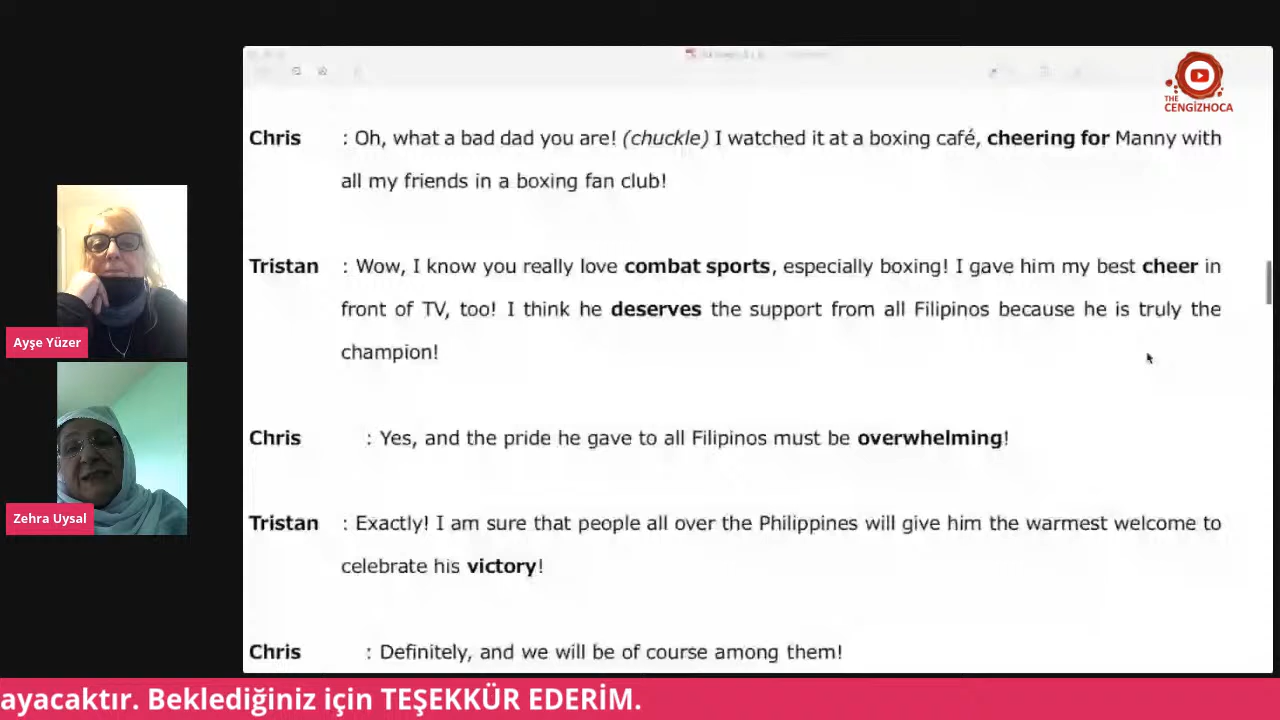 THE
CENGİZHOCA
Chris : Oh, what a bad dad you are! (chuckle) I watched it at a boxing café, cheering for Manny with
all my friends in a boxing fan club!
Tristan : Wow, I know you really love combat sports, especially boxing! I gave him my best cheer in
front of TV, too! I think he deserves the support from all Filipinos because he is truly the
champion!
Chris : Yes, and the pride he gave to all Filipinos must be overwhelming!
Tristan : Exactly! I am sure that people all over the Philippines will give him the warmest welcome to
celebrate his victory!
Chris : Definitely, and we will be of course among them!
Ayşe Yüzer
Zehra Uysal
ayacaktır. Beklediğiniz için TEŞEKKÜR EDERİM.